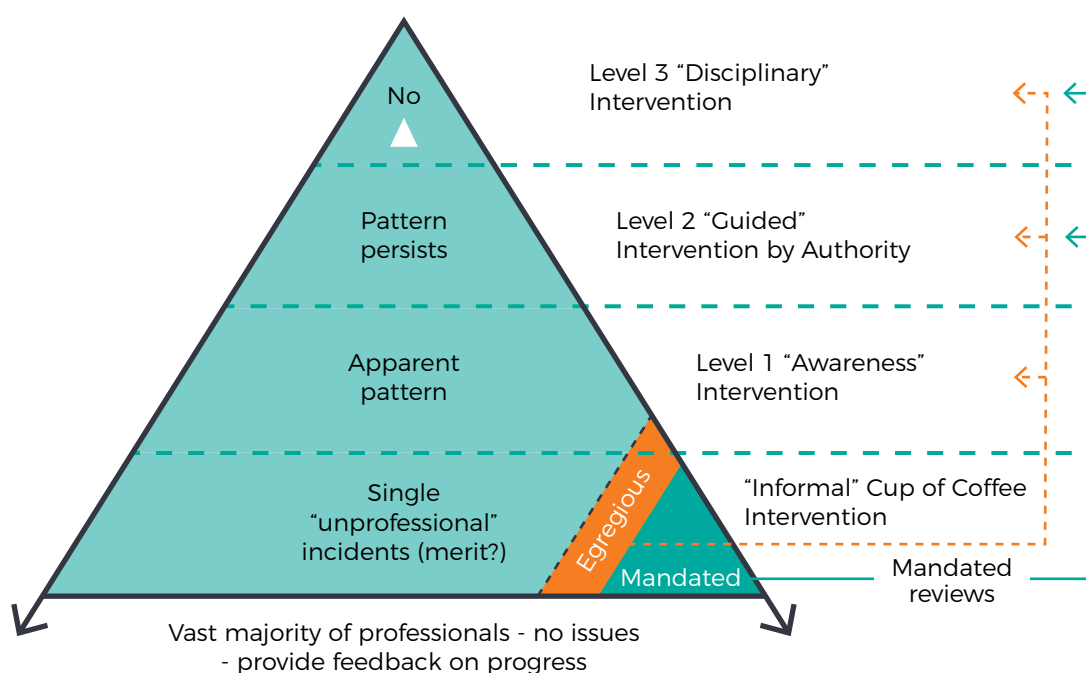 No
Level 3 “Disciplinary”
Intervention
Pattern
persists
Level 2 “Guided”
Intervention by Authority
Apparent
pattern
Level 1 “Awareness”
Intervention
Single
“unprofessional”
incidents (merit?)
Egregious
Mandated
“Informal” Cup of Coffee
Intervention
Mandated
reviews
Vast majority of professionals - no issues
- provide feedback on progress